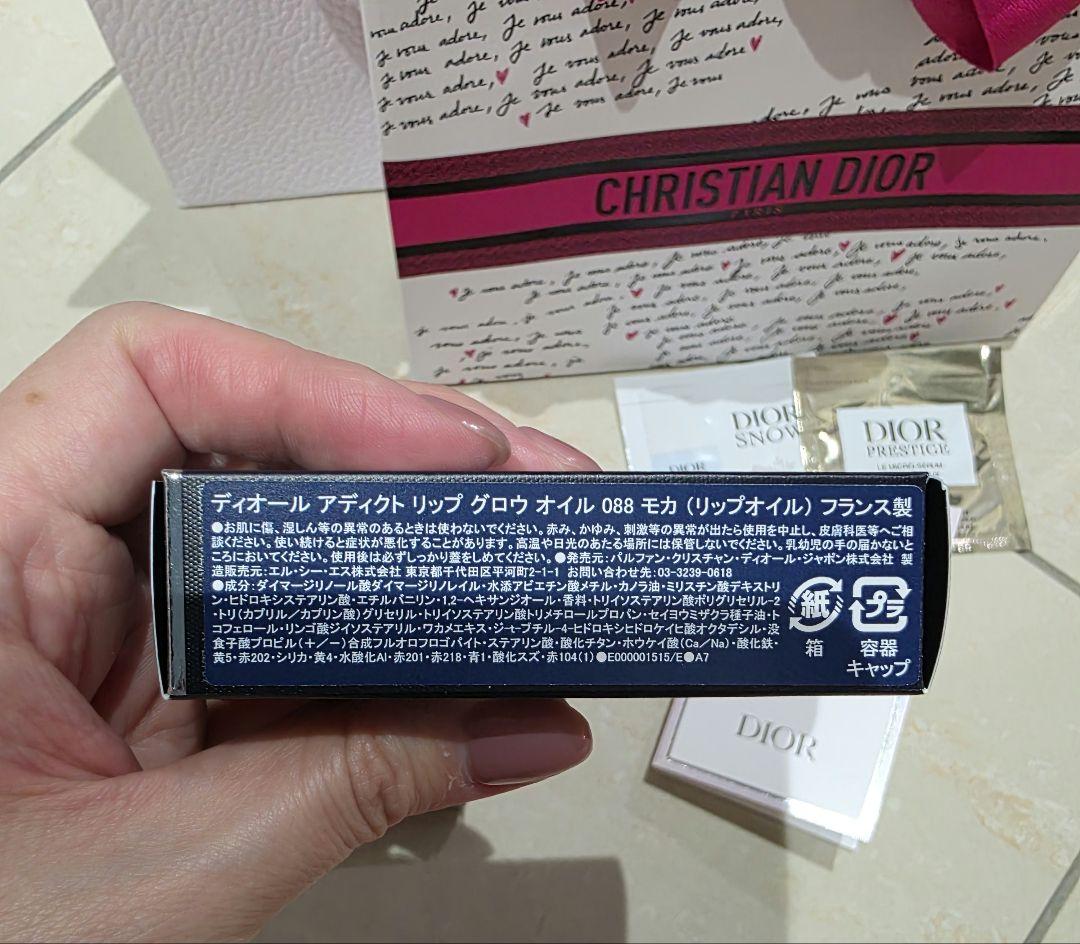 Je vous adore, Je vous adore, Je vous adore,
CHRISTIAN DIOR
PARIS
DIOR
SNOW
DIOR
DIOR
PRESTIGE
LE MICRO-SERUM
ディオール アディクト リップ グロウ オイル 088 モカ (リップオイル) フランス製
●お肌に傷、湿しん等の異常のあるときは使わないでください。赤み、かゆみ、刺激等の異常が出たら使用を中止し、皮膚科医等へご相
談ください。使い続けると症状が悪化することがあります。高温や日光のあたる場所には保管しないでください。乳幼児の手の届かないと
ころにおいてください。使用後は必ずしっかり蓋をしめてください。●発売元:パルファン・クリスチャン・ディオール・ジャポン株式会社 製
造販売元:エル・シー・エス株式会社 東京都千代田区平河町2-1-1 お問い合わせ先:03-3239-0618
●成分:ダイマージリノール酸ダイマージリノレイル・水添アビエチン酸メチル・カノラ油・ミリスチン酸デキストリ
ン・ヒドロキシステアリン酸・エチルバニリン・1,2-ヘキサンジオール・香料・トリイソステアリン酸ポリグリセリル-2
・トリ(カプリル/カプリン酸)グリセリル・トリイソステアリン酸トリメチロールプロパン・セイヨウミザクラ種子油・ト
コフェロール・リンゴ酸ジイソステアリル・ワカメエキス・ジ-t-ブチル-4-ヒドロキシヒドロケイヒ酸オクタデシル・没
食子酸プロピル(+/-)合成フルオロフロゴパイト・ステアリン酸・酸化チタン・ホウケイ酸(Ca/Na)・酸化鉄・
黄5・赤202・シリカ・黄4・水酸化Al・赤201・赤218・青1・酸化スズ・赤104(1)●E000001515/E●A7
紙
箱
プラ
容器
キャップ
DIOR